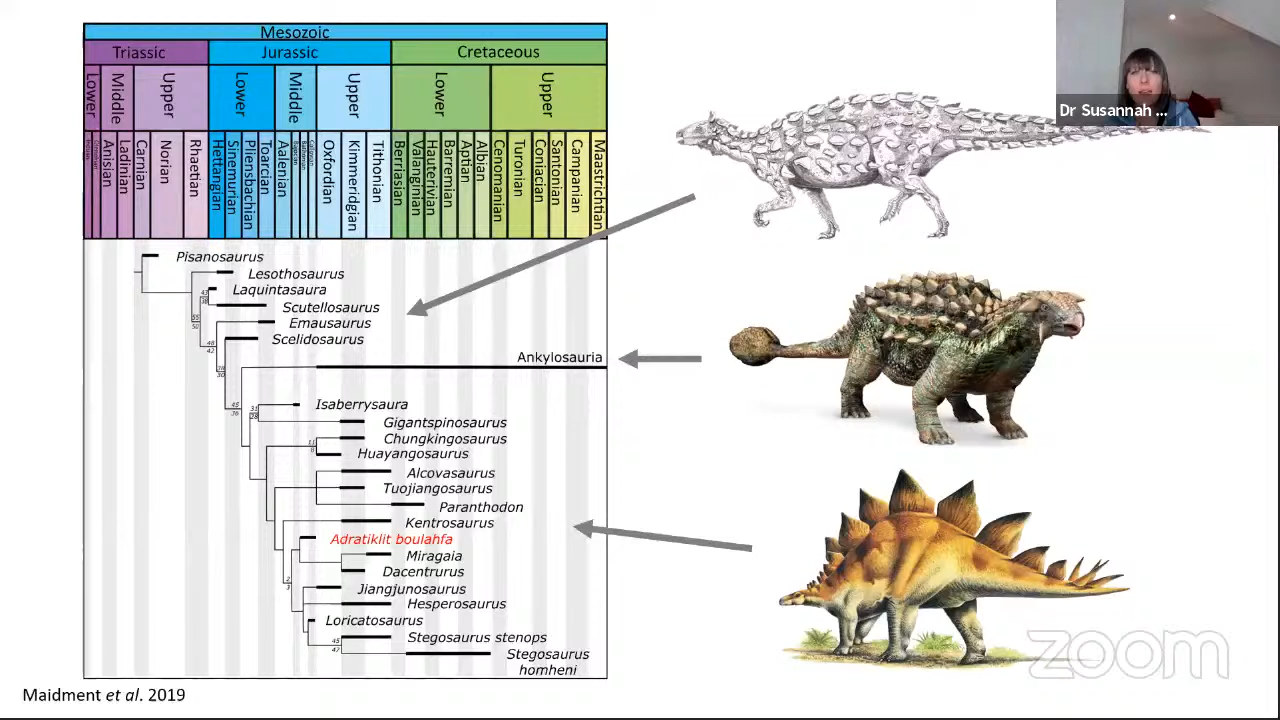 Mesozoic
Triassic
Jurassic
Cretaceous
Lower
Middle
Upper
Lower
Middle
Upper
Lower
Upper
Anisian
Ladinian
Carnian
Norian
Rhaetian
Hettangian
Sinemurian
Pliensbachian
Toarcian
Aalenian
Oxfordian
Kimmeridgian
Tithonian
Berriasian
Valanginian
Hauterivian
Barremian
Aptian
Albian
Cenomanian
Turonian
Coniacian
Santonian
Campanian
Maastrichtian
Dr Susannah ...
Pisanosaurus
Lesothosaurus
Laquintasaura
Scutellosaurus
Emausaurus
Scelidosaurus
Ankylosauria
Isaberrysaura
Gigantspinosaurus
Chungkingosaurus
Huayangosaurus
Alcovasaurus
Tuojiangosaurus
Paranthodon
Kentrosaurus
Adratiklit boulahfa
Miragaia
Dacentrurus
Jiangjunosaurus
Hesperosaurus
Loricatosaurus
Stegosaurus stenops
Stegosaurus
homheni
zoom
Maidment et al. 2019